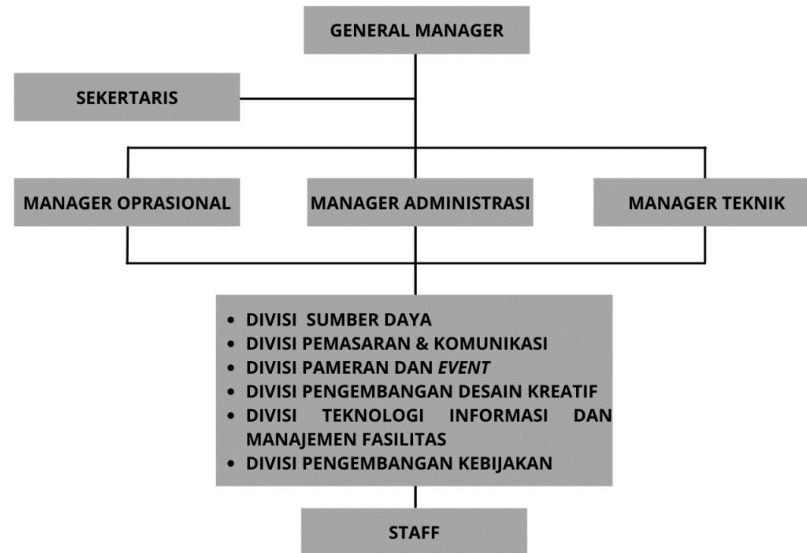 GENERAL MANAGER
SEKERTARIS
MANAGER OPRASIONAL
MANAGER ADMINISTRASI
MANAGER TEKNIK
• DIVISI SUMBER DAYA
• DIVISI PEMASARAN & KOMUNIKASI
• DIVISI PAMERAN DAN EVENT
• DIVISI PENGEMBANGAN DESAIN KREATIF
• DIVISI TEKNOLOGI INFORMASI DAN
MANAJEMEN FASILITAS
• DIVISI PENGEMBANGAN KEBIJAKAN
STAFF